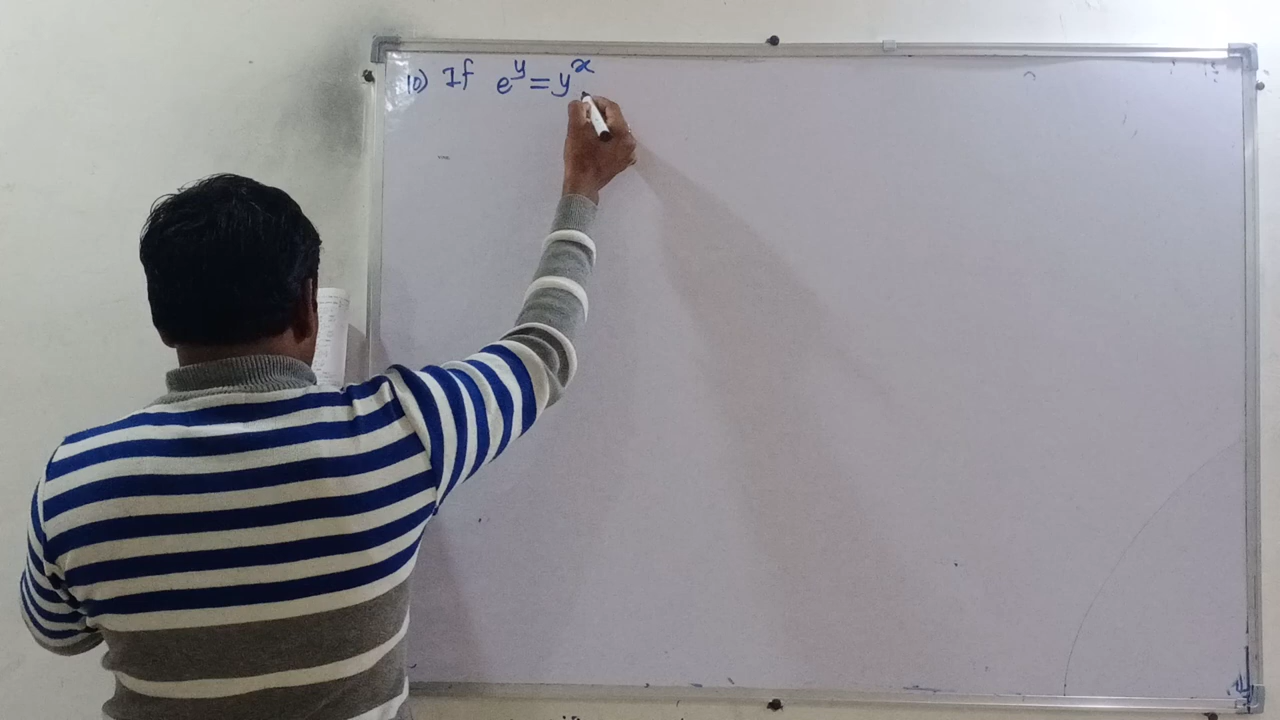 10) If e^y = y^x